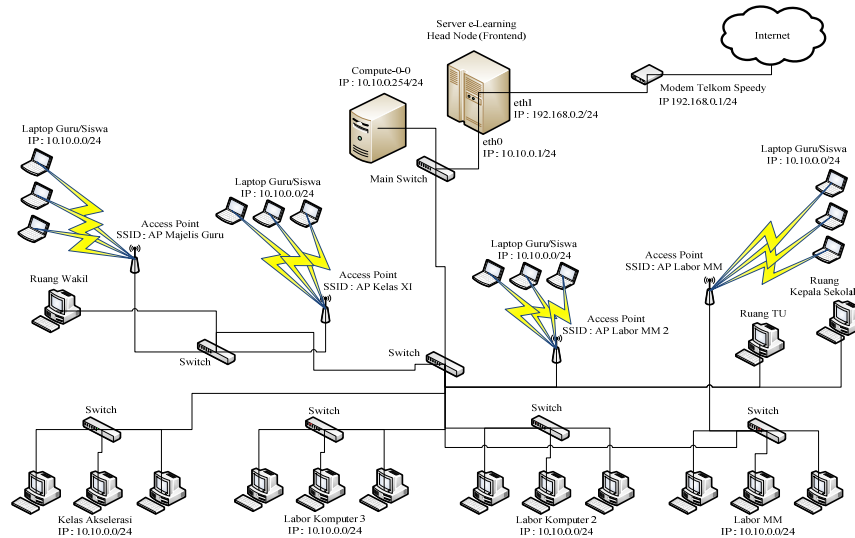 Server e-Learning
Head Node (Frontend)
Internet
Compute-0-0
IP : 10.10.0.254/24
eth1
IP : 192.168.0.2/24
Modem Telkom Speedy
IP 192.168.0.1/24
eth0
IP : 10.10.0.1/24
Main Switch
Laptop Guru/Siswa
IP : 10.10.0.0/24
Access Point
SSID : AP Majelis Guru
Laptop Guru/Siswa
IP : 10.10.0.0/24
Access Point
SSID : AP Kelas XI
Laptop Guru/Siswa
IP : 10.10.0.0/24
Access Point
SSID : AP Labor MM 2
Laptop Guru/Siswa
IP : 10.10.0.0/24
Access Point
SSID : AP Labor MM
Ruang Wakil
Ruang TU
Ruang
Kepala Sekolah
Switch
Switch
Switch
Switch
Switch
Switch
Kelas Akselerasi
IP : 10.10.0.0/24
Labor Komputer 3
IP : 10.10.0.0/24
Labor Komputer 2
IP : 10.10.0.0/24
Labor MM
IP : 10.10.0.0/24